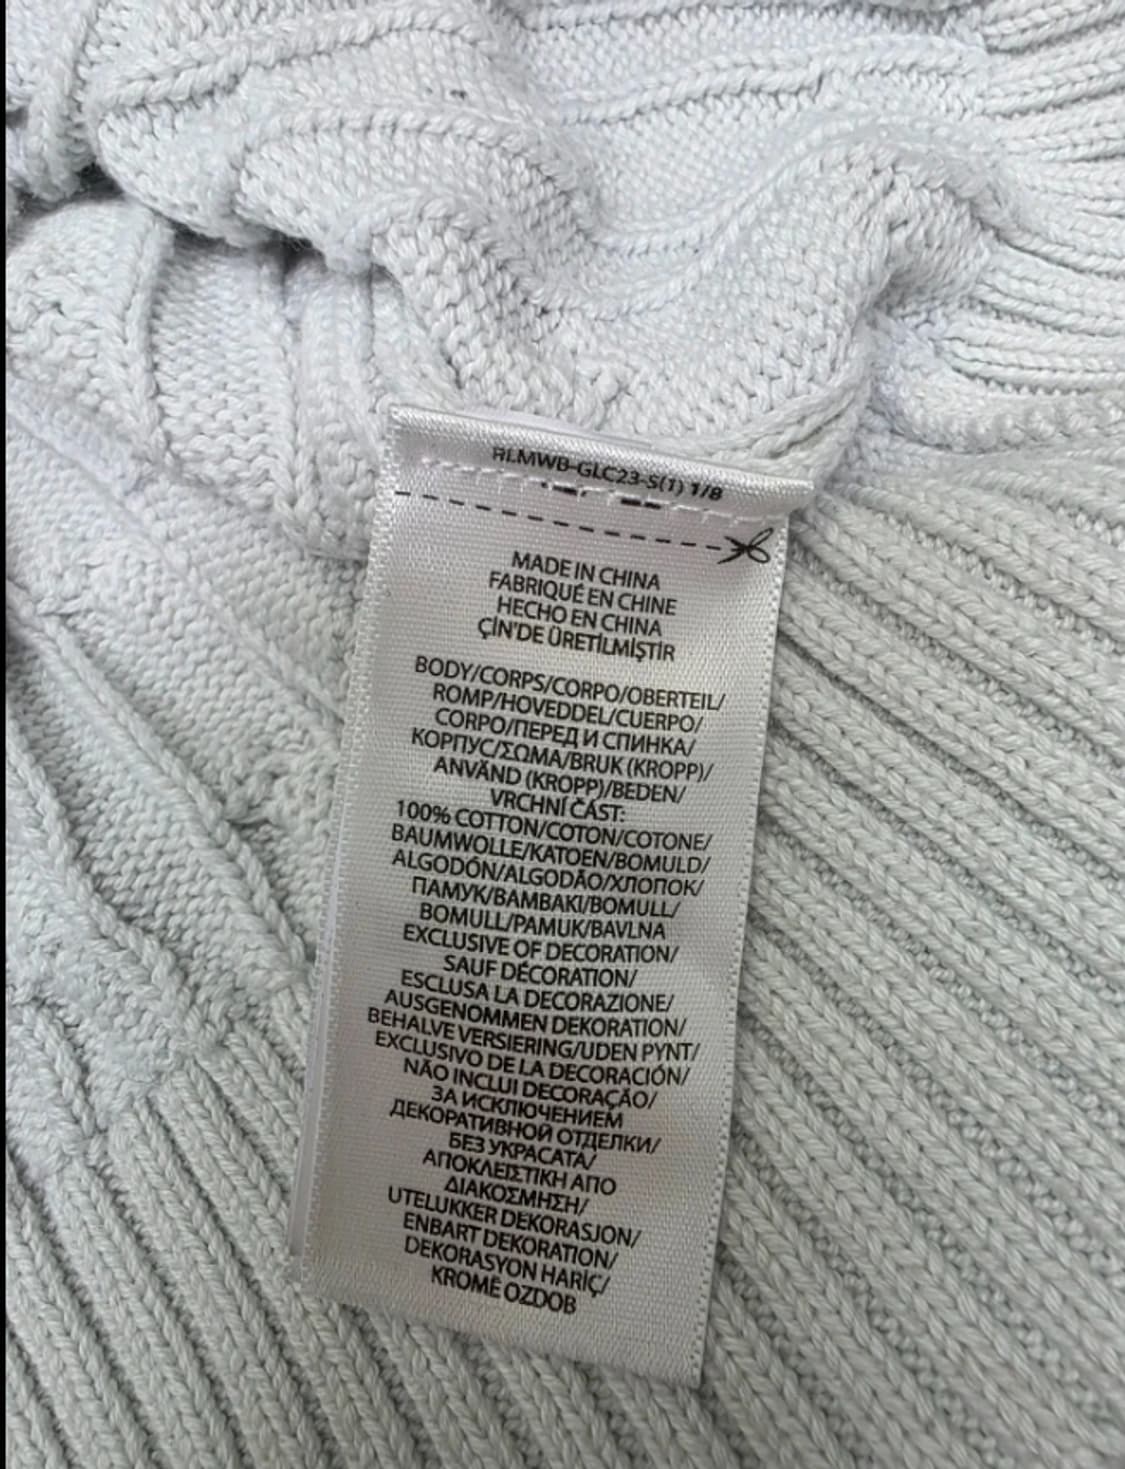 RLMWB-GLC23-S(1) 1/8
MADE IN CHINA
FABRIQUÉ EN CHINE
HECHO EN CHINA
ÇİN'DE ÜRETİLMİŞTİR
BODY/CORPS/CORPO/OBERTEIL/
ROMP/HOVEDDEL/CUERPO/
CORPO/ПЕРЕД И СПИНКА/
КОРПУС/ΣΩΜΑ/BRUK (KROPP)/
ANVÄND (KROPP)/BEDEN/
VRCHNÍ ČÁST:
100% COTTON/COTON/COTONE/
BAUMWOLLE/KATOEN/BOMULD/
ALGODÓN/ALGODÃO/ХЛОПОК/
ПАМУК/ΒΑΜΒΑΚΙ/BOMULL/
BOMULL/PAMUK/BAVLNA
EXCLUSIVE OF DECORATION/
SAUF DÉCORATION/
ESCLUSA LA DECORAZIONE/
AUSGENOMMEN DEKORATION/
BEHALVE VERSIERING/UDEN PYNT/
EXCLUSIVO DE LA DECORACIÓN/
NÃO INCLUI DECORAÇÃO/
ЗА ИСКЛЮЧЕНИЕМ
ДЕКОРАТИВНОЙ ОТДЕЛКИ/
БЕЗ УКРАСАТА/
ΑΠΟΚΛΕΙΣΤΙΚΗ ΑΠΟ
ΔΙΑΚΟΣΜΗΣΗ/
UTELUKKER DEKORASJON/
ENBART DEKORATION/
DEKORASYON HARİÇ/
KROMĚ OZDOB